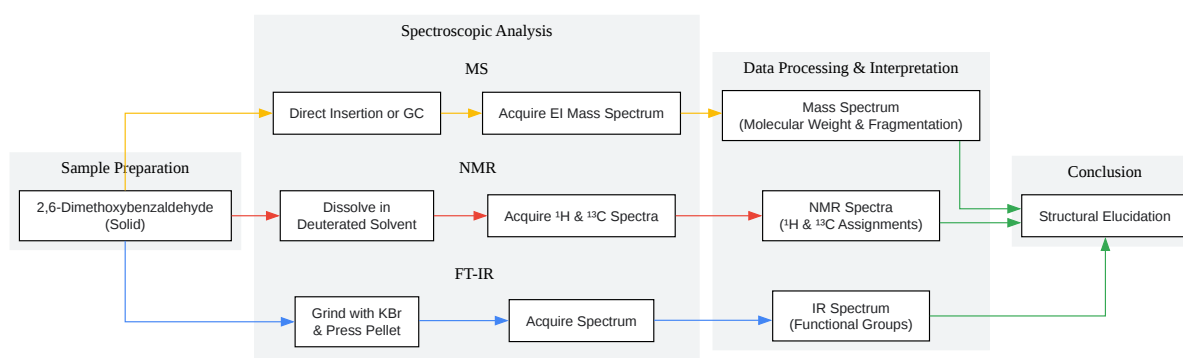 Spectroscopic Analysis
MS
Data Processing & Interpretation
Direct Insertion or GC
Acquire EI Mass Spectrum
Mass Spectrum
(Molecular Weight & Fragmentation)
Sample Preparation
NMR
Conclusion
2,6-Dimethoxybenzaldehyde
(Solid)
Dissolve in
Deuterated Solvent
Acquire ¹H & ¹³C Spectra
NMR Spectra
(¹H & ¹³C Assignments)
Structural Elucidation
FT-IR
Grind with KBr
& Press Pellet
Acquire Spectrum
IR Spectrum
(Functional Groups)